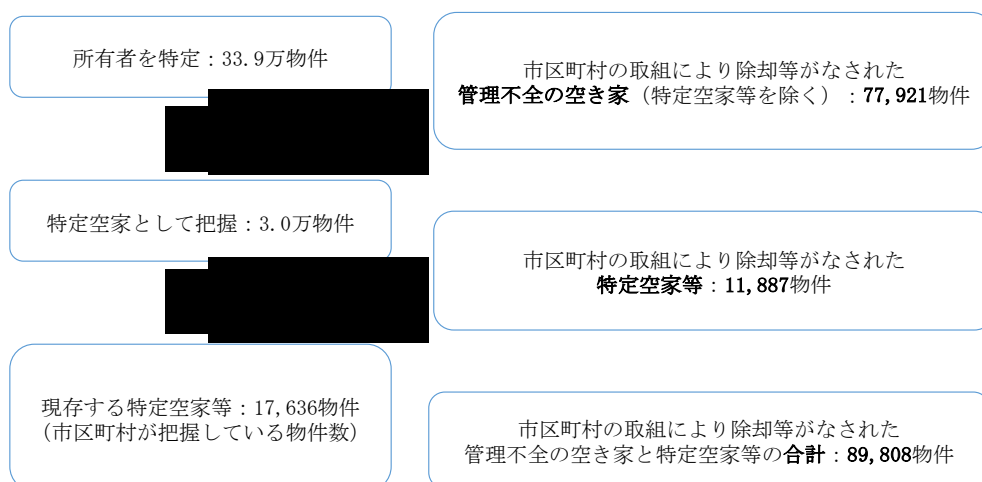 所有者を特定：33.9万物件
市区町村の取組により除却等がなされた
管理不全の空き家（特定空家等を除く）：77,921物件
特定空家として把握：3.0万物件
市区町村の取組により除却等がなされた
特定空家等：11,887物件
現存する特定空家等：17,636物件
（市区町村が把握している物件数）
市区町村の取組により除却等がなされた
管理不全の空き家と特定空家等の合計：89,808物件